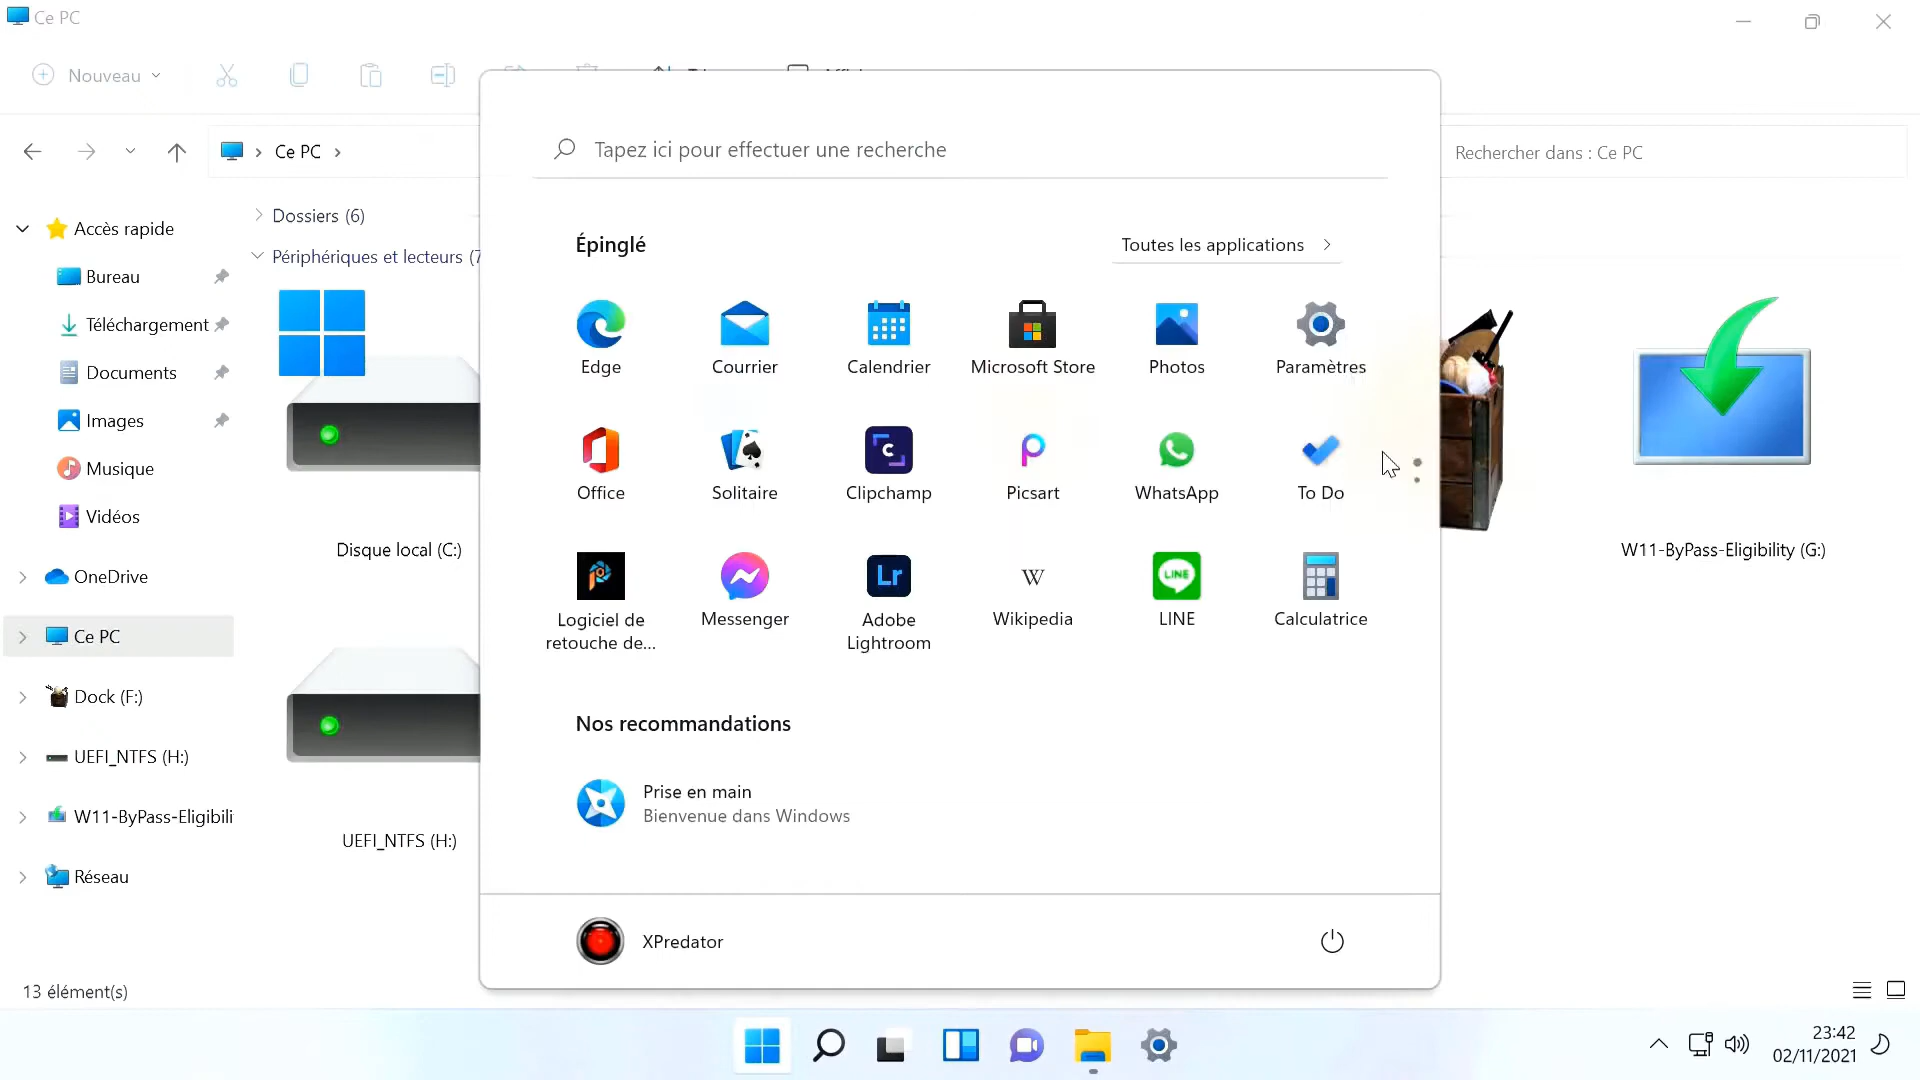 Ce PC
Nouveau
Ce PC
Rechercher dans : Ce PC
Accès rapide
Bureau
Téléchargement
Documents
Images
Musique
Vidéos
OneDrive
Ce PC
Dock (F:)
UEFI_NTFS (H:)
W11-ByPass-Eligibili
Réseau
Dossiers (6)
Périphériques et lecteurs (7
Disque local (C:)
UEFI_NTFS (H:)
W11-ByPass-Eligibility (G:)
Tapez ici pour effectuer une recherche
Épinglé
Toutes les applications
Edge
Courrier
Calendrier
Microsoft Store
Photos
Paramètres
Office
Solitaire
Clipchamp
Picsart
WhatsApp
To Do
Logiciel de
retouche de...
Messenger
Lr
Adobe
Lightroom
W
Wikipedia
LINE
LINE
Calculatrice
Nos recommandations
Prise en main
Bienvenue dans Windows
XPredator
13 élément(s)
23:42
02/11/2021